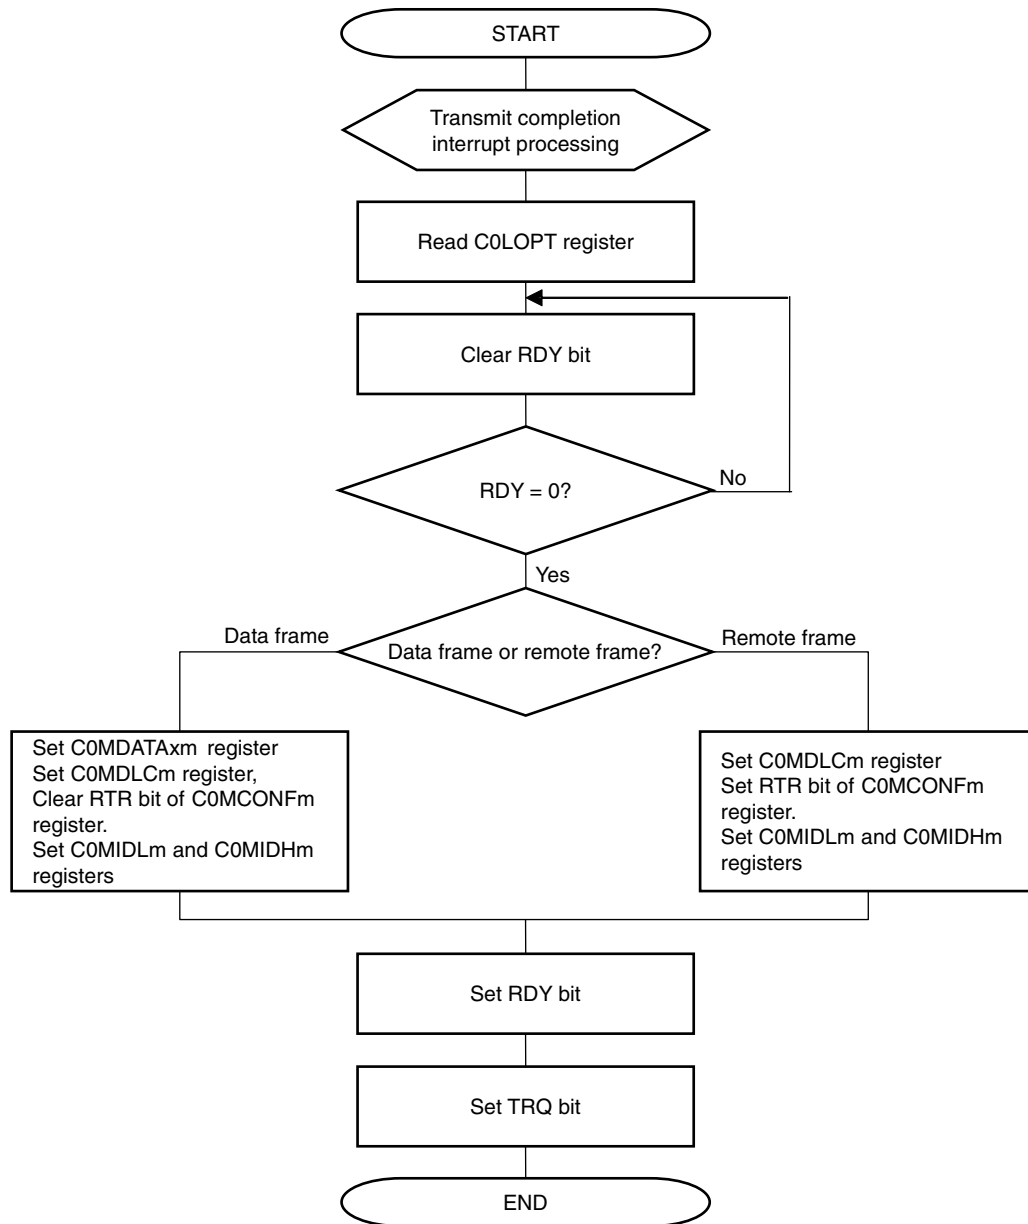 START
Transmit completion
interrupt processing
Read C0LOPT register
Clear RDY bit
RDY = 0?
No
Yes
Data frame
Data frame or remote frame?
Remote frame
Set C0MDATAxm register
Set C0MDLCm register,
Clear RTR bit of C0MCONFm
register.
Set C0MIDLm and C0MIDHm
registers
Set C0MDLCm register
Set RTR bit of C0MCONFm
register.
Set C0MIDLm and C0MIDHm
registers
Set RDY bit
Set TRQ bit
END